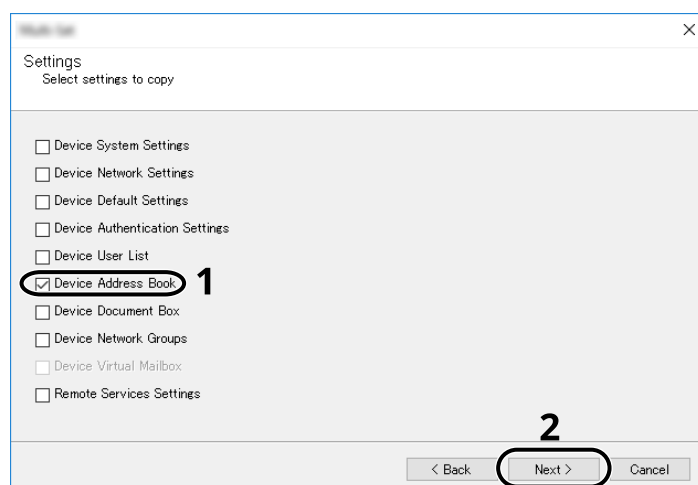 Settings
Select settings to copy
Device System Settings
Device Network Settings
Device Default Settings
Device Authentication Settings
Device User List
Device Address Book 1
Device Document Box
Device Network Groups
Device Virtual Mailbox
Remote Services Settings
2
< Back Next > Cancel